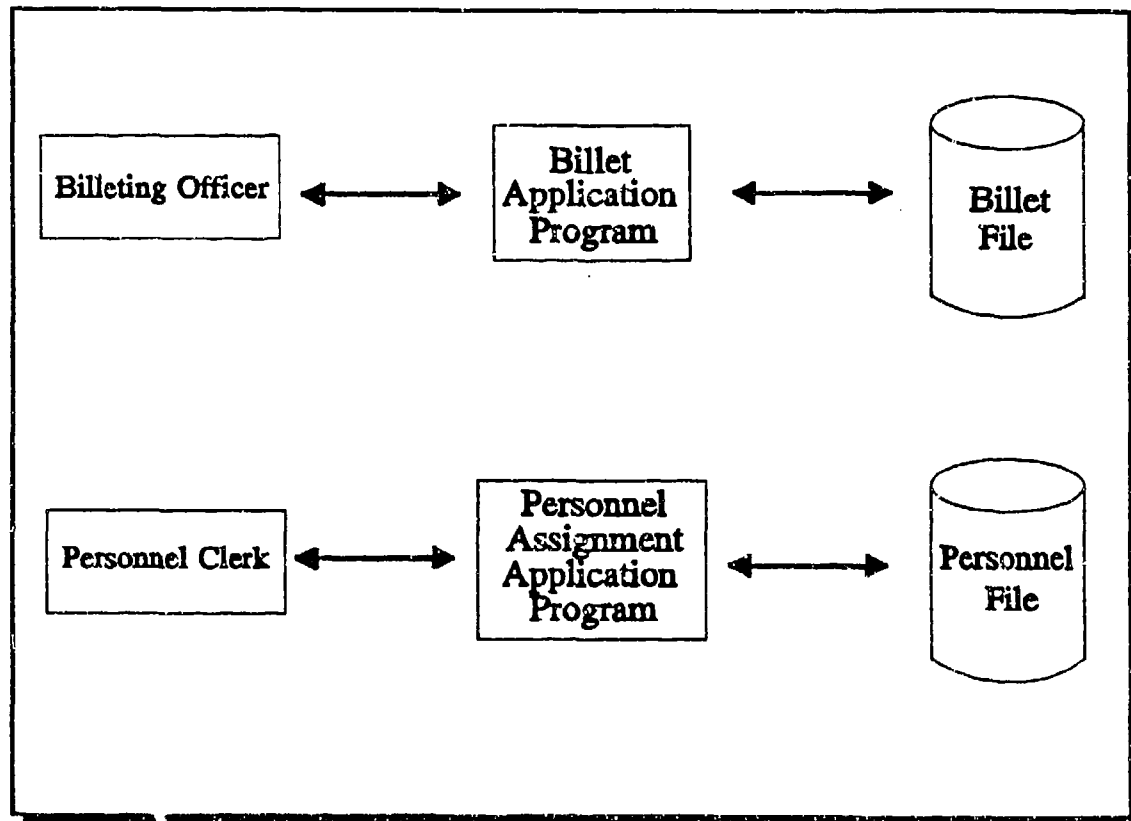 Billeting Officer
Billet
Application
Program
Billet
File
Personnel Clerk
Personnel
Assignment
Application
Program
Personnel
File